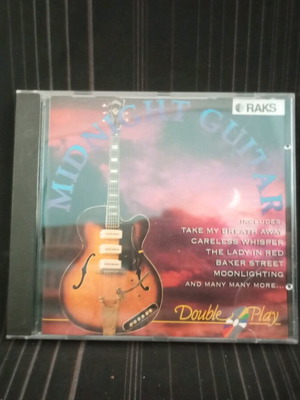 RAKS
MIDNIGHT GUITAR
INCLUDES:
TAKE MY BREATH AWAY
CARELESS WHISPER
THE LADY IN RED
BAKER STREET
MOONLIGHTING
AND MANY MANY MORE...
Double Play